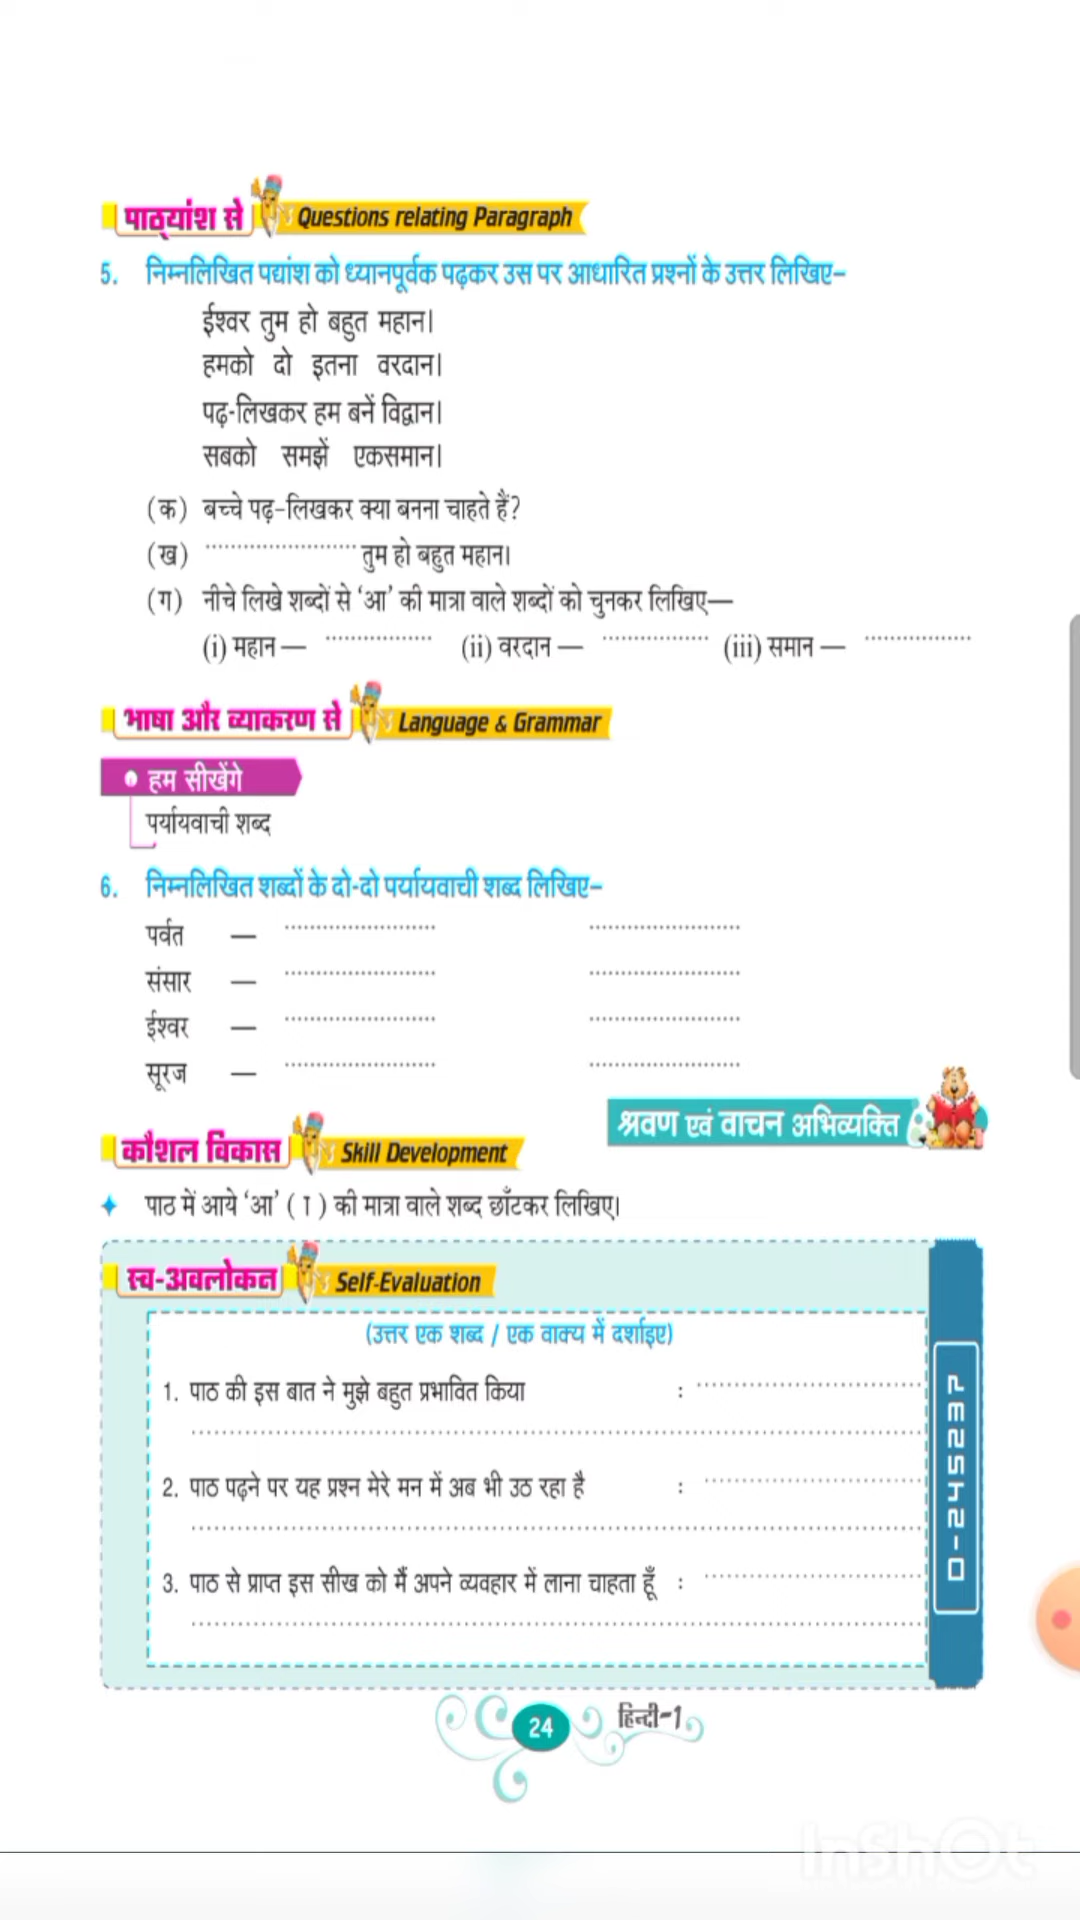 पाठ्यांश से Questions relating Paragraph
5. निम्नलिखित पद्यांश को ध्यानपूर्वक पढ़कर उस पर आधारित प्रश्नों के उत्तर लिखिए–
ईश्वर तुम हो बहुत महान।
हमको दो इतना वरदान।
पढ़-लिखकर हम बनें विद्वान।
सबको समझें एकसमान।
(क) बच्चे पढ़-लिखकर क्या बनना चाहते हैं?
(ख) ........................ तुम हो बहुत महान।
(ग) नीचे लिखे शब्दों से ‘आ’ की मात्रा वाले शब्दों को चुनकर लिखिए—
(i) महान — ................. (ii) वरदान — ................. (iii) समान — .................
भाषा और व्याकरण से Language & Grammar
• हम सीखेंगे
पर्यायवाची शब्द
6. निम्नलिखित शब्दों के दो-दो पर्यायवाची शब्द लिखिए–
पर्वत — ........................ ........................
संसार — ........................ ........................
ईश्वर — ........................ ........................
सूरज — ........................ ........................
श्रवण एवं वाचन अभिव्यक्ति
कौशल विकास Skill Development
पाठ में आये ‘आ’ ( ा ) की मात्रा वाले शब्द छाँटकर लिखिए।
स्व-अवलोकन Self-Evaluation
(उत्तर एक शब्द / एक वाक्य में दर्शाइए)
1. पाठ की इस बात ने मुझे बहुत प्रभावित किया : ........................
2. पाठ पढ़ने पर यह प्रश्न मेरे मन में अब भी उठ रहा है : ........................
3. पाठ से प्राप्त इस सीख को मैं अपने व्यवहार में लाना चाहता हूँ : ........................
0-245237
24
हिन्दी-1
InShOt